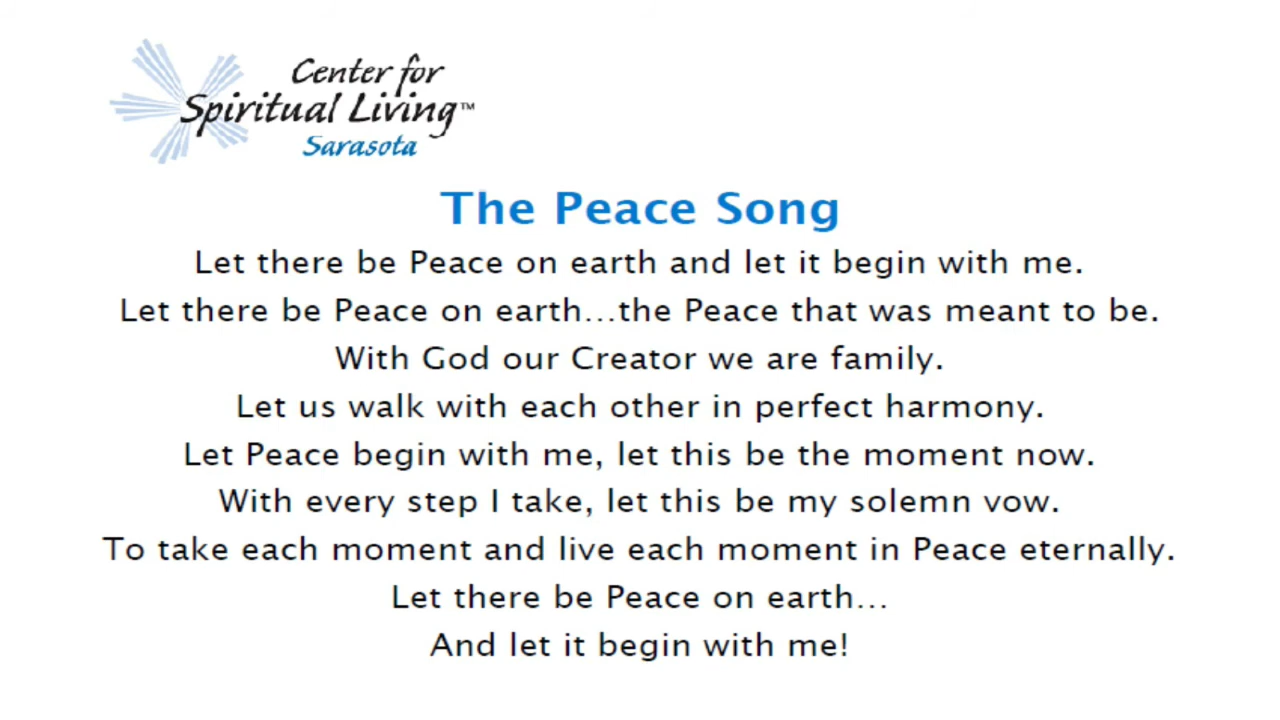 Center for
Spiritual Living™
Sarasota
The Peace Song
Let there be Peace on earth and let it begin with me.
Let there be Peace on earth...the Peace that was meant to be.
With God our Creator we are family.
Let us walk with each other in perfect harmony.
Let Peace begin with me, let this be the moment now.
With every step I take, let this be my solemn vow.
To take each moment and live each moment in Peace eternally.
Let there be Peace on earth...
And let it begin with me!